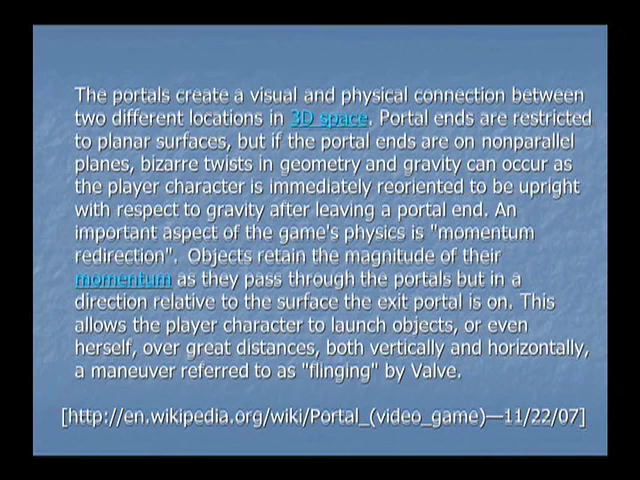 The portals create a visual and physical connection between
two different locations in 3D space. Portal ends are restricted
to planar surfaces, but if the portal ends are on nonparallel
planes, bizarre twists in geometry and gravity can occur as
the player character is immediately reoriented to be upright
with respect to gravity after leaving a portal end. An
important aspect of the game's physics is "momentum
redirection". Objects retain the magnitude of their
momentum as they pass through the portals but in a
direction relative to the surface the exit portal is on. This
allows the player character to launch objects, or even
herself, over great distances, both vertically and horizontally,
a maneuver referred to as "flinging" by Valve.
[http://en.wikipedia.org/wiki/Portal_(video_game)—11/22/07]